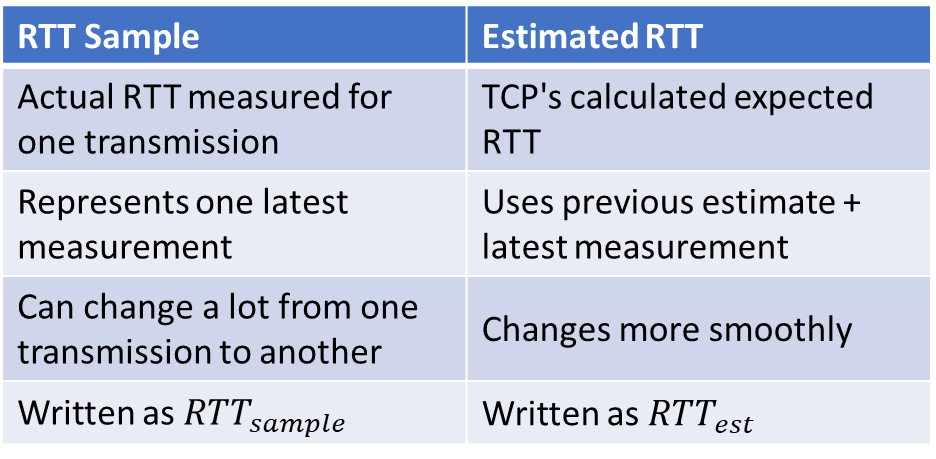 RTT Sample
Estimated RTT
Actual RTT measured for
one transmission
TCP's calculated expected
RTT
Represents one latest
measurement
Uses previous estimate +
latest measurement
Can change a lot from one
transmission to another
Changes more smoothly
Written as RTT_sample
Written as RTT_est